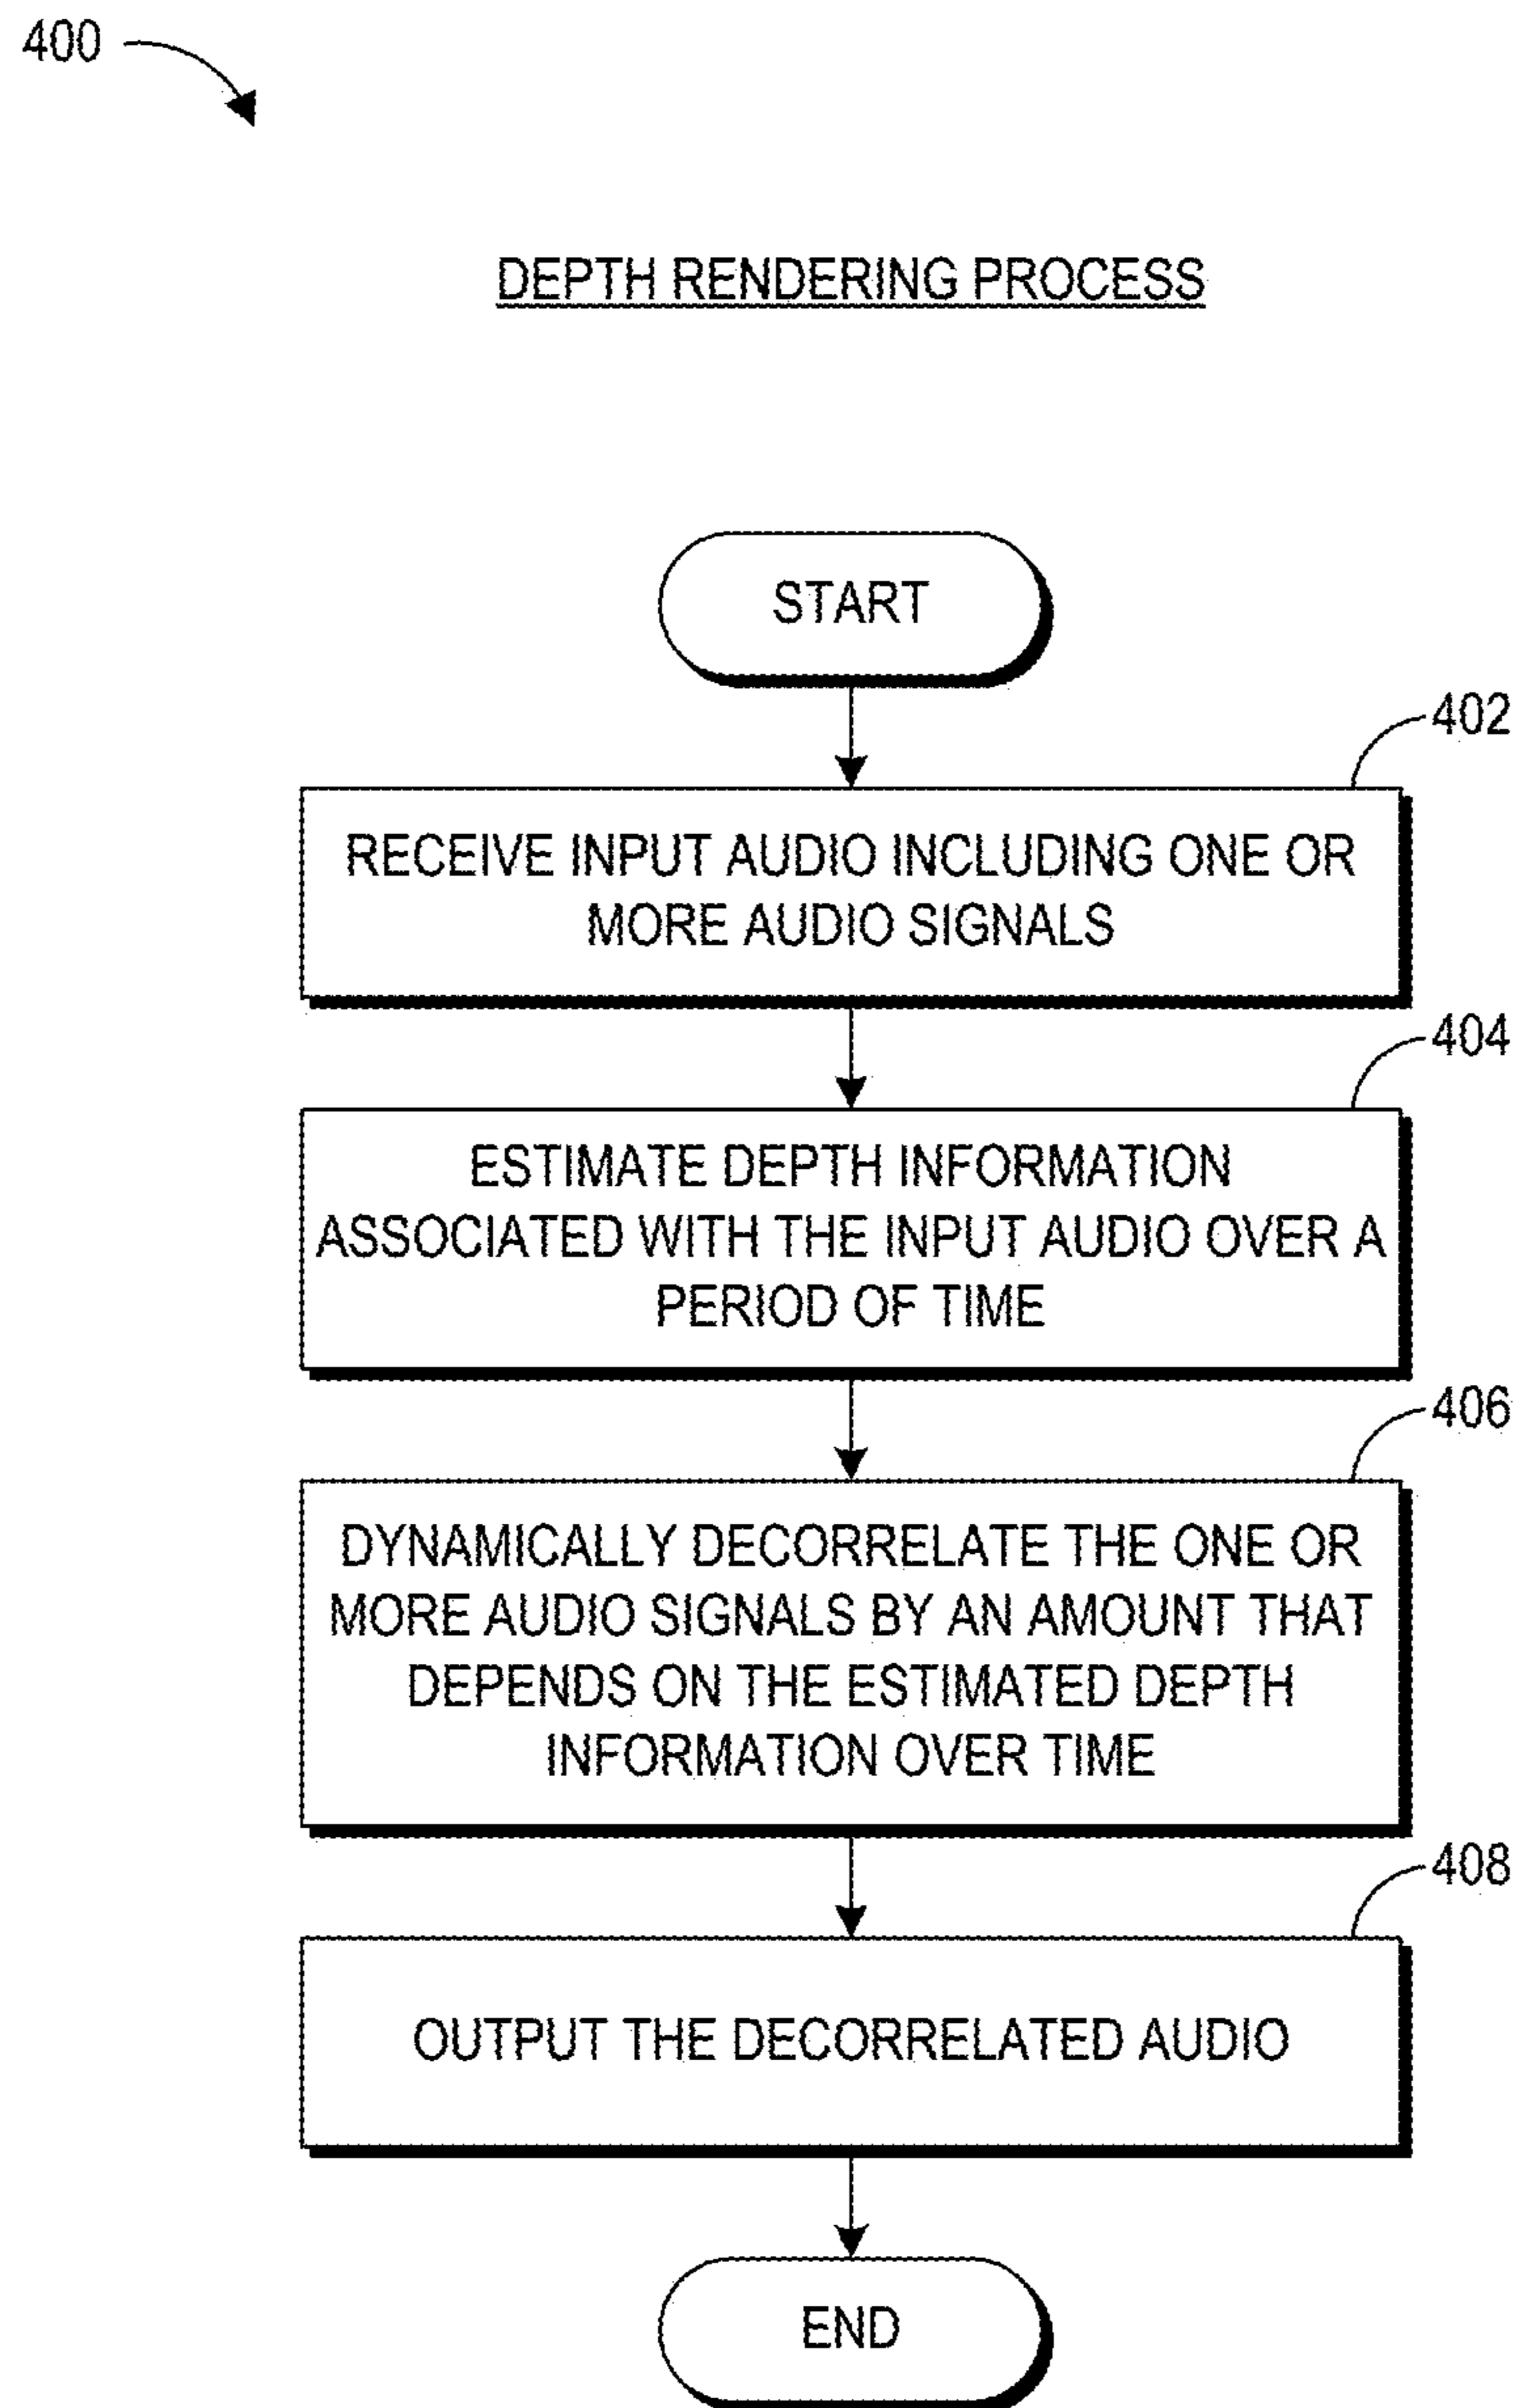 400
DEPTH RENDERING PROCESS
START
402
RECEIVE INPUT AUDIO INCLUDING ONE OR
MORE AUDIO SIGNALS
404
ESTIMATE DEPTH INFORMATION
ASSOCIATED WITH THE INPUT AUDIO OVER A
PERIOD OF TIME
406
DYNAMICALLY DECORRELATE THE ONE OR
MORE AUDIO SIGNALS BY AN AMOUNT THAT
DEPENDS ON THE ESTIMATED DEPTH
INFORMATION OVER TIME
408
OUTPUT THE DECORRELATED AUDIO
END